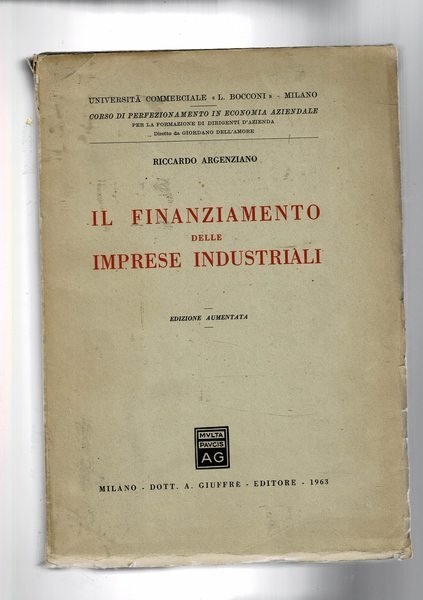 UNIVERSITÀ COMMERCIALE « L. BOCCONI » - MILANO
CORSO DI PERFEZIONAMENTO IN ECONOMIA AZIENDALE
PER LA FORMAZIONE DI DIRIGENTI D'AZIENDA
Diretto da GIORDANO DELL'AMORE
RICCARDO ARGENZIANO
IL FINANZIAMENTO
DELLE
IMPRESE INDUSTRIALI
EDIZIONE AUMENTATA
MVLTA
PAVCIS
AG
MILANO - DOTT. A. GIUFFRÈ - EDITORE - 1963